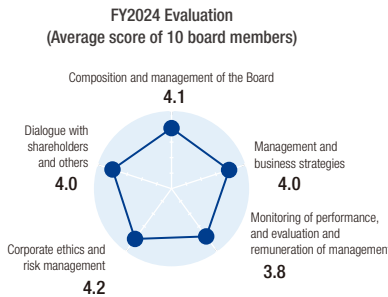 FY2024 Evaluation
(Average score of 10 board members)
Composition and management of the Board
4.1
Dialogue with
shareholders
and others
4.0
Management and
business strategies
4.0
Monitoring of performance,
and evaluation and
remuneration of managemen
3.8
Corporate ethics and
risk management
4.2